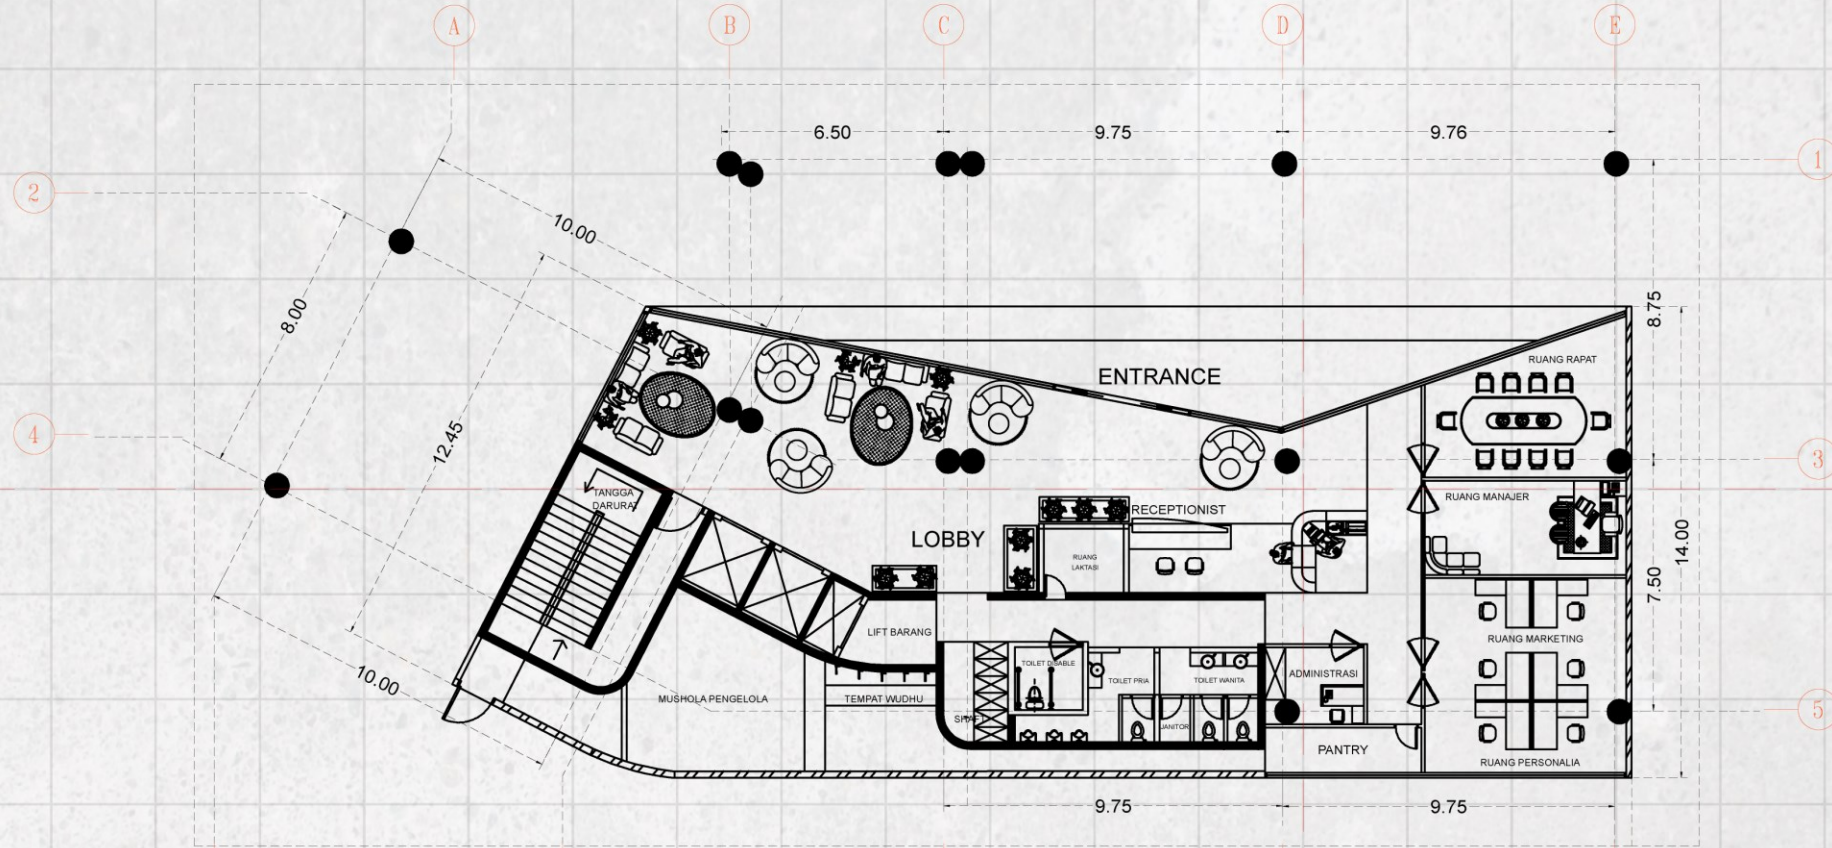 A
B
C
D
E
6.50
9.75
9.76
1
2
10.00
8.00
8.75
ENTRANCE
RUANG RAPAT
4
12.45
3
TANGGA
DARURAT
RUANG MANAJER
RECEPTIONIST
LOBBY
14.00
RUANG
LAKTASI
7.50
LIFT BARANG
RUANG MARKETING
TOILET DISABLE
10.00
TOILET PRIA
TOILET WANITA
ADMINISTRASI
MUSHOLA PENGELOLA
TEMPAT WUDHU
SHAFT
JANITOR
5
PANTRY
RUANG PERSONALIA
9.75
9.75